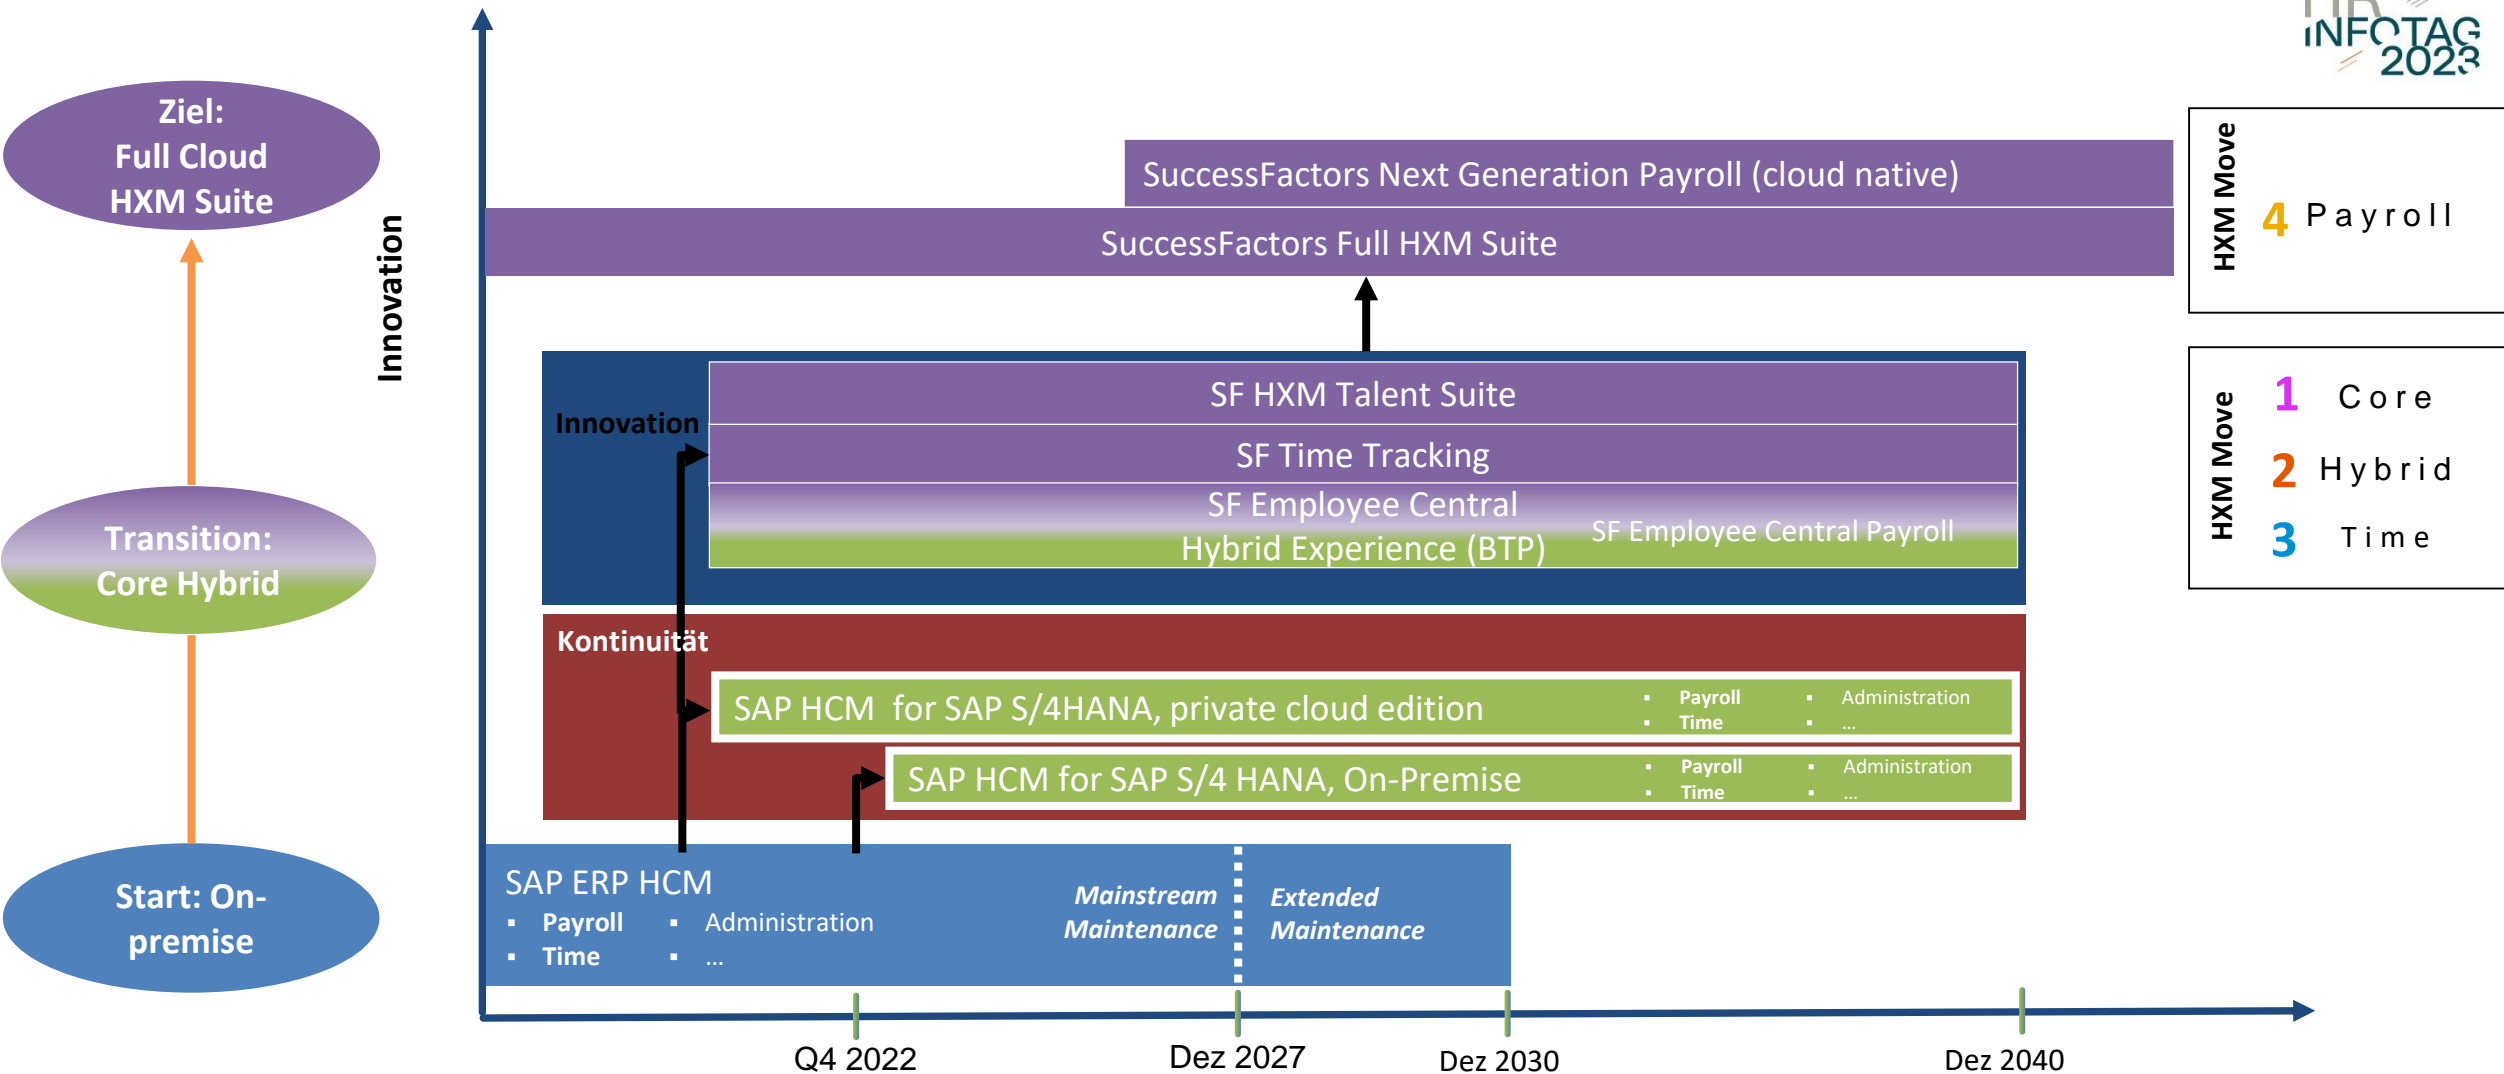 HR
INFOTAG
2023
Ziel:
Full Cloud
HXM Suite
Transition:
Core Hybrid
Start: On-
premise
Innovation
SuccessFactors Next Generation Payroll (cloud native)
SuccessFactors Full HXM Suite
Innovation
SF HXM Talent Suite
SF Time Tracking
SF Employee Central
Hybrid Experience (BTP)
SF Employee Central Payroll
Kontinuität
SAP HCM for SAP S/4HANA, private cloud edition
▪ Payroll ▪ Administration
▪ Time ▪ ...
SAP HCM for SAP S/4 HANA, On-Premise
▪ Payroll ▪ Administration
▪ Time ▪ ...
SAP ERP HCM
▪ Payroll ▪ Administration
▪ Time ▪ ...
Mainstream
Maintenance
Extended
Maintenance
Q4 2022
Dez 2027
Dez 2030
Dez 2040
HXM Move
4 Payroll
HXM Move
1 Core
2 Hybrid
3 Time